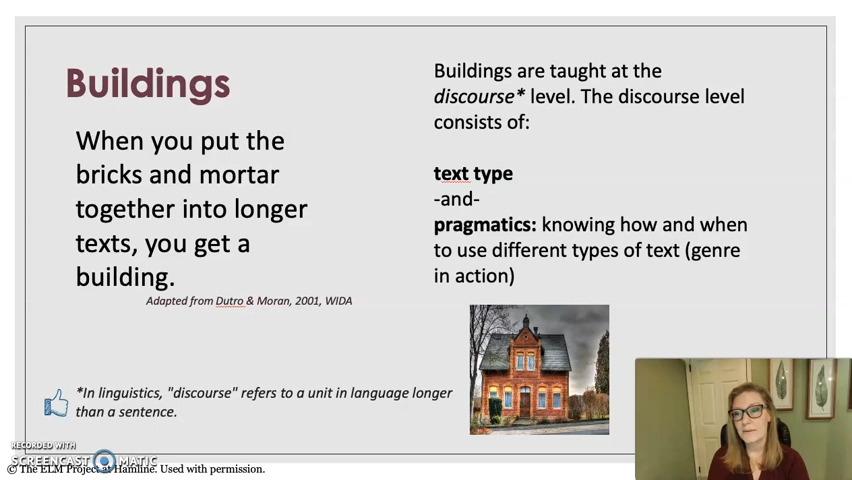 Buildings
When you put the
bricks and mortar
together into longer
texts, you get a
building.
Adapted from Dutro & Moran, 2001, WIDA
Buildings are taught at the
discourse* level. The discourse level
consists of:
text type
-and-
pragmatics: knowing how and when
to use different types of text (genre
in action)
*In linguistics, "discourse" refers to a unit in language longer
than a sentence.
RECORDED WITH
SCREENCAST MATIC
© The ELM Project at Hamline. Used with permission.